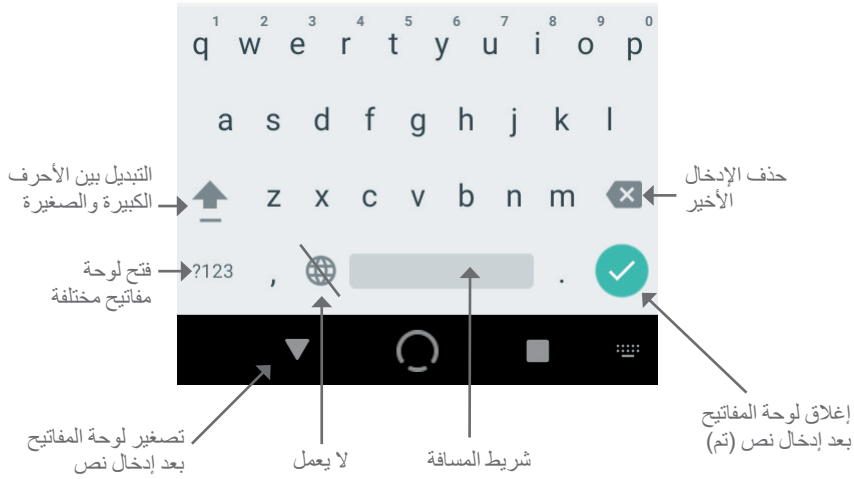 1 2 3 4 5 6 7 8 9 0
q w e r t y u i o p
a s d f g h j k l
التبديل بين الأحرف
الكبيرة والصغيرة
z x c v b n m
حذف الإدخال
الأخير
فتح لوحة
مفاتيح مختلفة
?123 , .
إغلاق لوحة المفاتيح
بعد إدخال نص (تم)
شريط المسافة
لا يعمل
تصغير لوحة المفاتيح
بعد إدخال نص